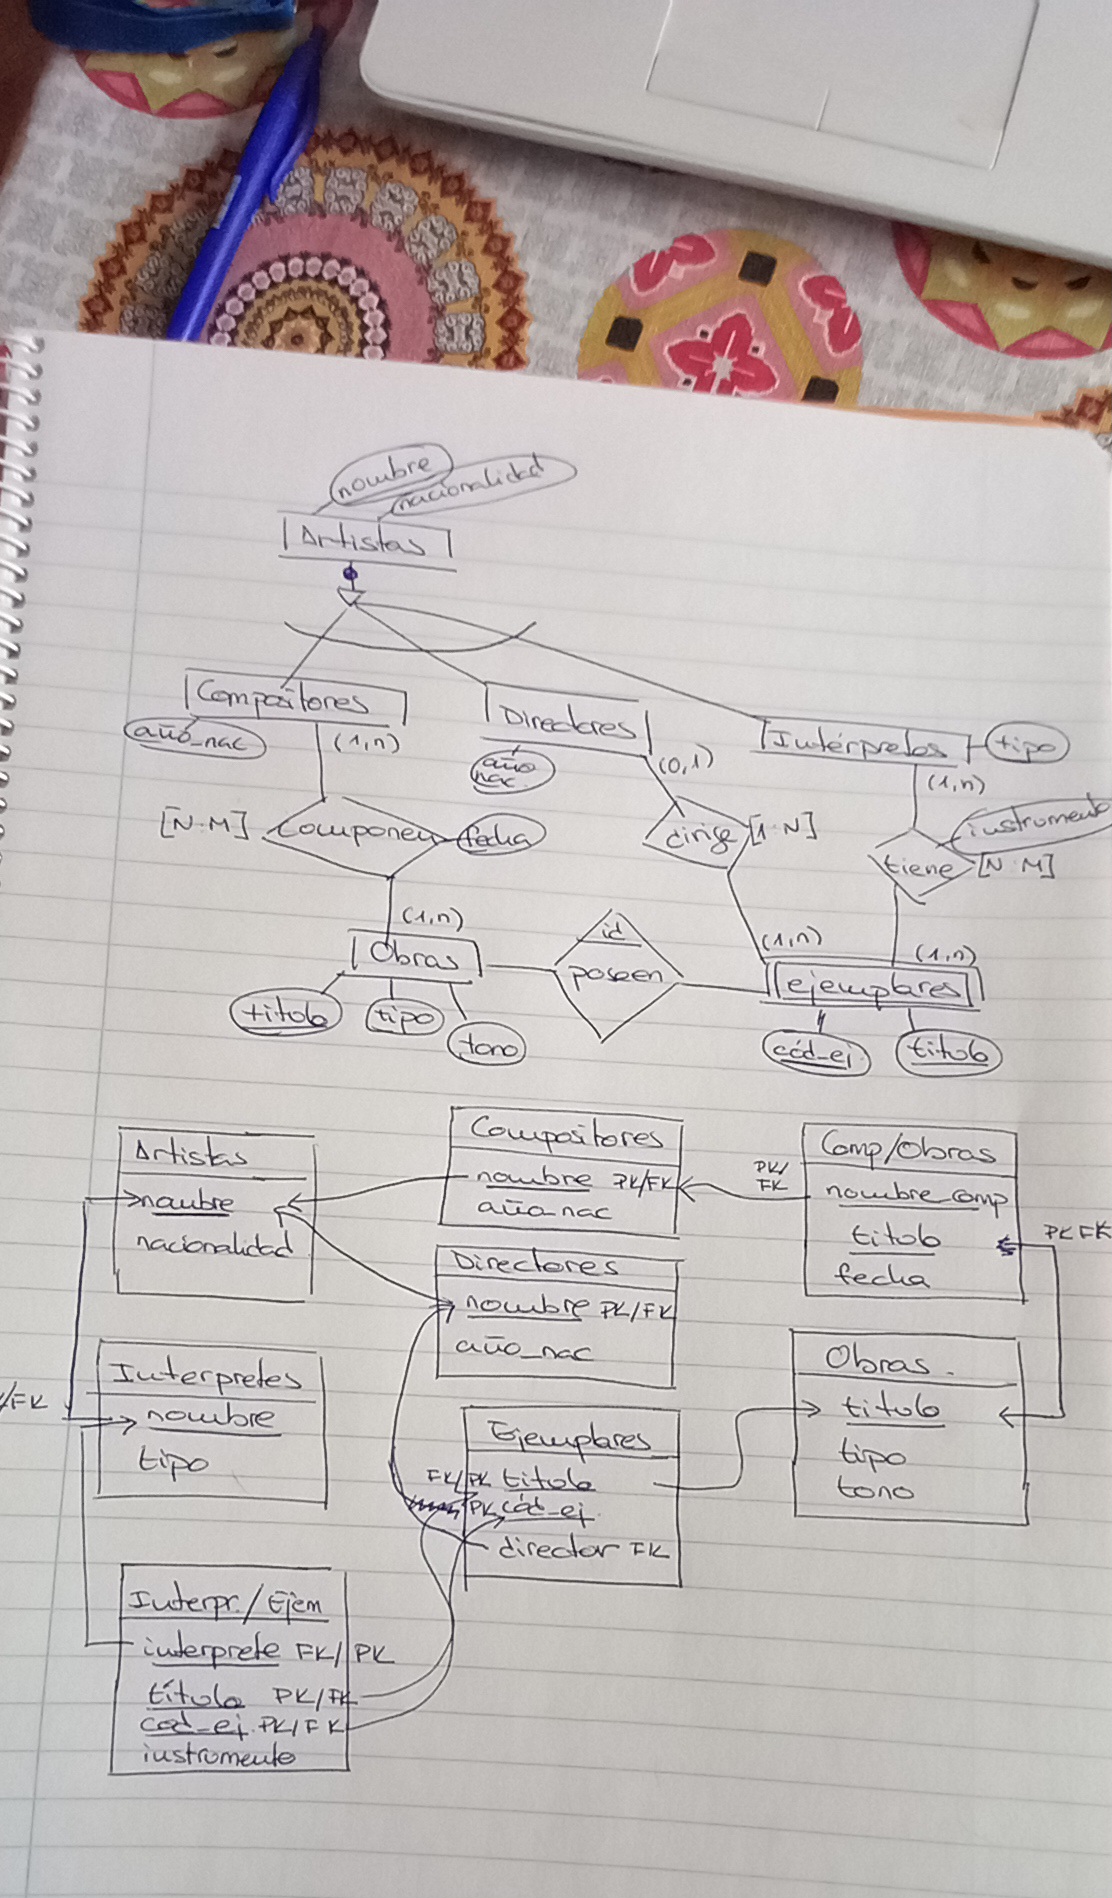 nombre
nacionalidad
Artistas
Compositores
Directores
Intérpretes
tipo
año_nac
(1,n)
año
nac.
(0,1)
(1,n)
[N:M]
componen
fecha
dirige
[1:N]
instrumento
tiene
[N:M]
(1,n)
id
poseen
(1,n)
(1,n)
Obras
ejemplares
titulo
tipo
tono
cód_ej
titulo
Artistas
nombre
nacionalidad
Compositores
nombre PK/FK
año_nac
Comp/Obras
PK/
FK
nombre_comp
titulo
fecha
PK FK
Directores
nombre PK/FK
año_nac
Interpretes
/FK
nombre
tipo
Obras
titulo
tipo
tono
Ejemplares
FK/PK titulo
PK cód_ej
director FK
Interpr./Ejem
interprete FK/PK
título PK/FK
cod_ej. PK/FK
instrumento